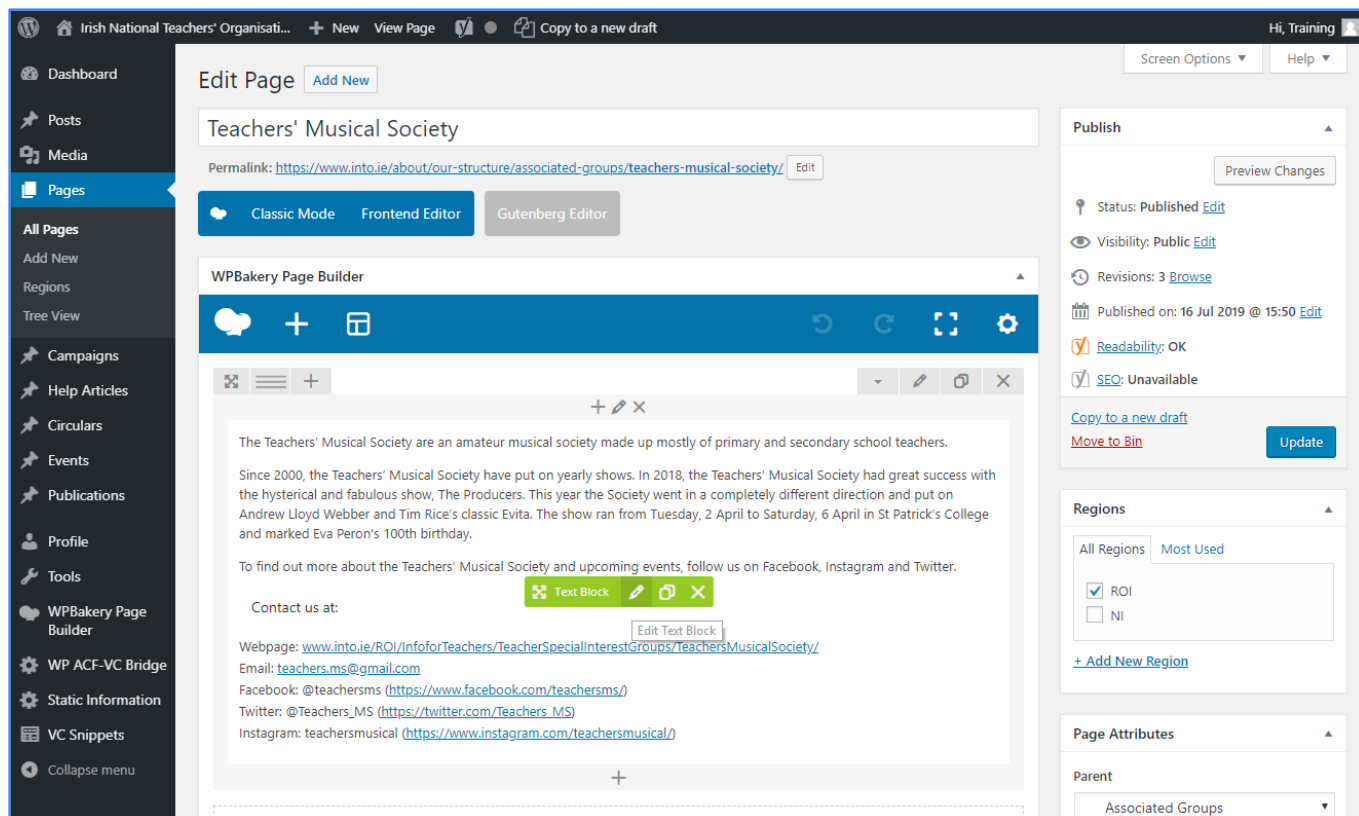 Irish National Teachers' Organisati... New View Page Copy to a new draft Hi, Training
Screen Options Help
Dashboard
Posts
Media
Pages
All Pages
Add New
Regions
Tree View
Campaigns
Help Articles
Circulars
Events
Publications
Profile
Tools
WPBakery Page
Builder
WP ACF-VC Bridge
Static Information
VC Snippets
Collapse menu
Edit Page Add New
Teachers' Musical Society
Permalink: https://www.into.ie/about/our-structure/associated-groups/teachers-musical-society/ Edit
Classic Mode Frontend Editor Gutenberg Editor
WPBakery Page Builder
The Teachers' Musical Society are an amateur musical society made up mostly of primary and secondary school teachers.
Since 2000, the Teachers' Musical Society have put on yearly shows. In 2018, the Teachers' Musical Society had great success with
the hysterical and fabulous show, The Producers. This year the Society went in a completely different direction and put on
Andrew Lloyd Webber and Tim Rice's classic Evita. The show ran from Tuesday, 2 April to Saturday, 6 April in St Patrick's College
and marked Eva Peron's 100th birthday.
To find out more about the Teachers' Musical Society and upcoming events, follow us on Facebook, Instagram and Twitter.
Text Block
Contact us at:
Edit Text Block
Webpage: www.into.ie/ROI/InfoforTeachers/TeacherSpecialInterestGroups/TeachersMusicalSociety/
Email: teachers.ms@gmail.com
Facebook: @teachersms (https://www.facebook.com/teachersms/)
Twitter: @Teachers_MS (https://twitter.com/Teachers_MS)
Instagram: teachersmusical (https://www.instagram.com/teachersmusical/)
Publish
Preview Changes
Status: Published Edit
Visibility: Public Edit
Revisions: 3 Browse
Published on: 16 Jul 2019 @ 15:50 Edit
Readability: OK
SEO: Unavailable
Copy to a new draft
Move to Bin
Update
Regions
All Regions Most Used
ROI
NI
+ Add New Region
Page Attributes
Parent
Associated Groups